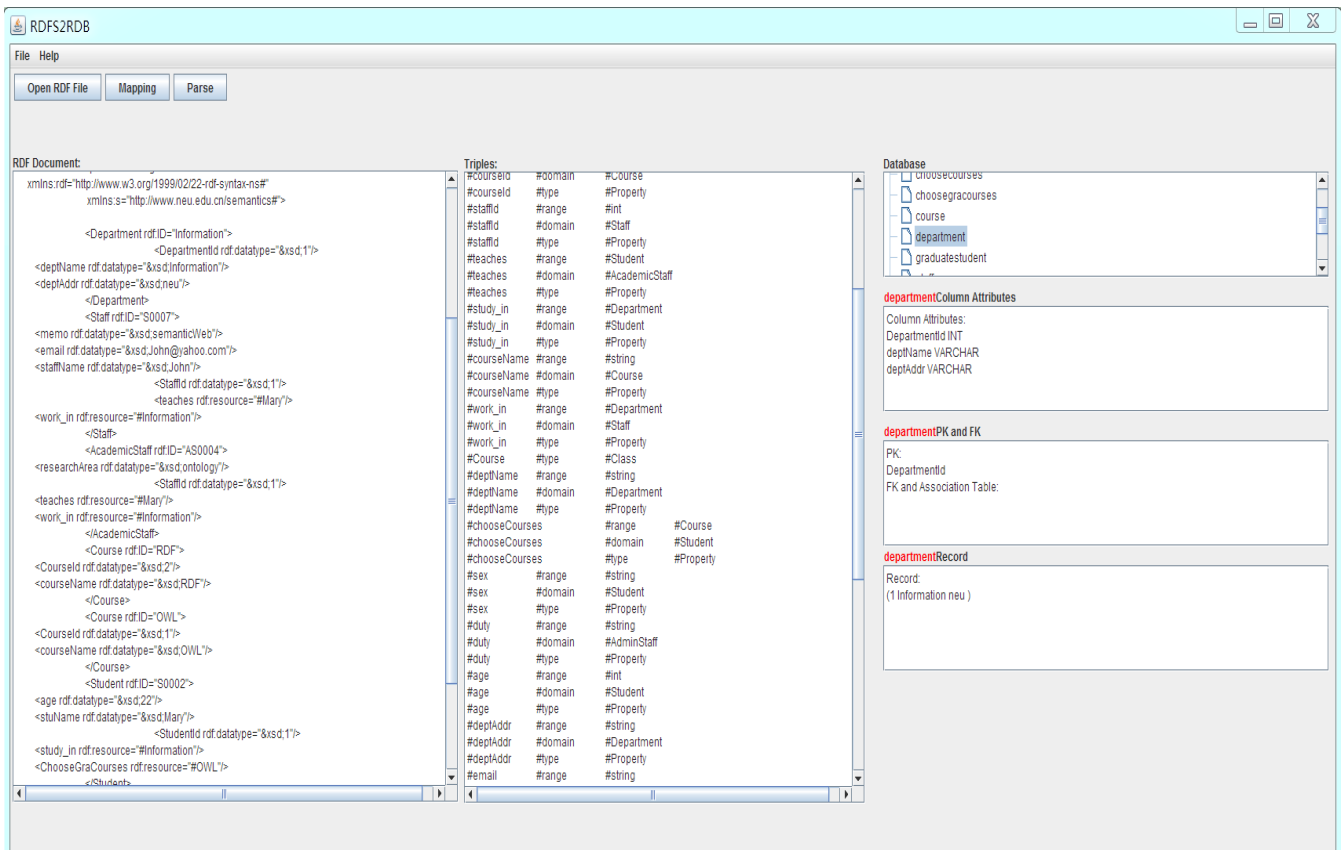 RDFS2RDB
File Help
Open RDF File Mapping Parse
RDF Document:
xmlns:rdf="http://www.w3.org/1999/02/22-rdf-syntax-ns#"
xmlns:s="http://www.neu.edu.cn/semantics#">
<Department rdf:ID="Information">
<DepartmentId rdf:datatype="&xsd;1"/>
<deptName rdf:datatype="&xsd;Information"/>
<deptAddr rdf:datatype="&xsd;neu"/>
</Department>
<Staff rdf:ID="S0007">
<memo rdf:datatype="&xsd;semanticWeb"/>
<email rdf:datatype="&xsd;John@yahoo.com"/>
<staffName rdf:datatype="&xsd;John"/>
<StaffId rdf:datatype="&xsd;1"/>
<teaches rdf:resource="#Mary"/>
<work_in rdf:resource="#Information"/>
</Staff>
<AcademicStaff rdf:ID="AS0004">
<researchArea rdf:datatype="&xsd;ontology"/>
<StaffId rdf:datatype="&xsd;1"/>
<teaches rdf:resource="#Mary"/>
<work_in rdf:resource="#Information"/>
</AcademicStaff>
<Course rdf:ID="RDF">
<CourseId rdf:datatype="&xsd;2"/>
<courseName rdf:datatype="&xsd;RDF"/>
</Course>
<Course rdf:ID="OWL">
<CourseId rdf:datatype="&xsd;1"/>
<courseName rdf:datatype="&xsd;OWL"/>
</Course>
<Student rdf:ID="S0002">
<age rdf:datatype="&xsd;22"/>
<stuName rdf:datatype="&xsd;Mary"/>
<StudentId rdf:datatype="&xsd;1"/>
<study_in rdf:resource="#Information"/>
<ChooseGraCourses rdf:resource="#OWL"/>
</Student>
Triples:
#courseId #domain #Course
#courseId #type #Property
#staffId #range #int
#staffId #domain #Staff
#staffId #type #Property
#teaches #range #Student
#teaches #domain #AcademicStaff
#teaches #type #Property
#study_in #range #Department
#study_in #domain #Student
#study_in #type #Property
#courseName #range #string
#courseName #domain #Course
#courseName #type #Property
#work_in #range #Department
#work_in #domain #Staff
#work_in #type #Property
#Course #type #Class
#deptName #range #string
#deptName #domain #Department
#deptName #type #Property
#chooseCourses #range #Course
#chooseCourses #domain #Student
#chooseCourses #type #Property
#sex #range #string
#sex #domain #Student
#sex #type #Property
#duty #range #string
#duty #domain #AdminStaff
#duty #type #Property
#age #range #int
#age #domain #Student
#age #type #Property
#deptAddr #range #string
#deptAddr #domain #Department
#deptAddr #type #Property
#email #range #string
Database
choosecourses
choosegracourses
course
department
graduatestudent
departmentColumn Attributes
Column Attributes:
DepartmentId INT
deptName VARCHAR
deptAddr VARCHAR
departmentPK and FK
PK:
DepartmentId
FK and Association Table:
departmentRecord
Record:
(1 Information neu )